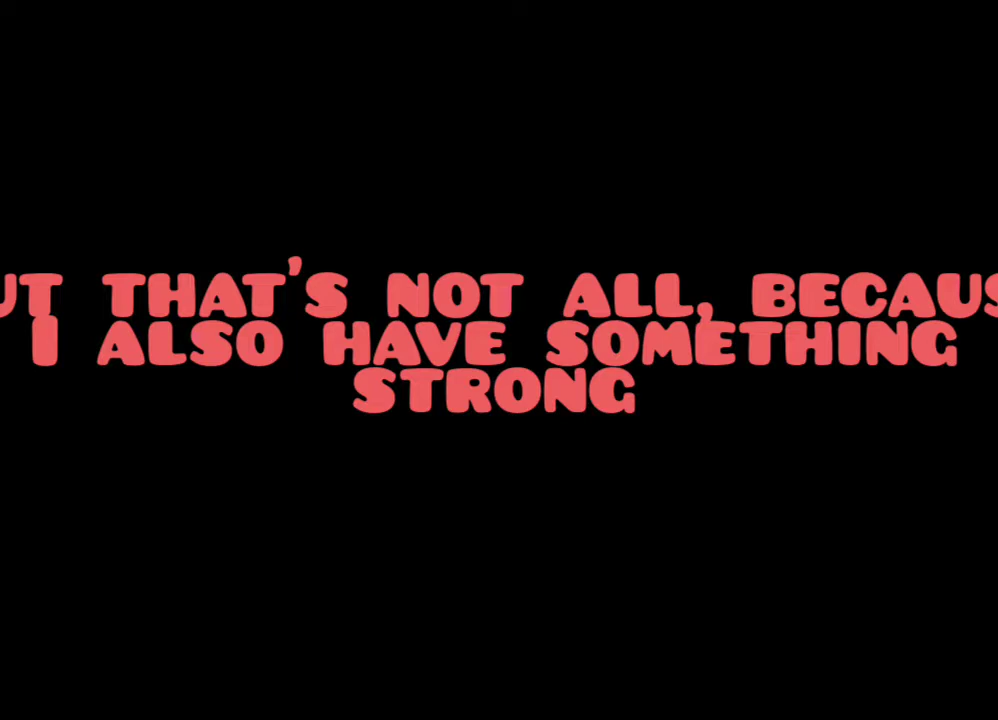 UT THAT'S NOT ALL, BECAUS
I ALSO HAVE SOMETHING
STRONG